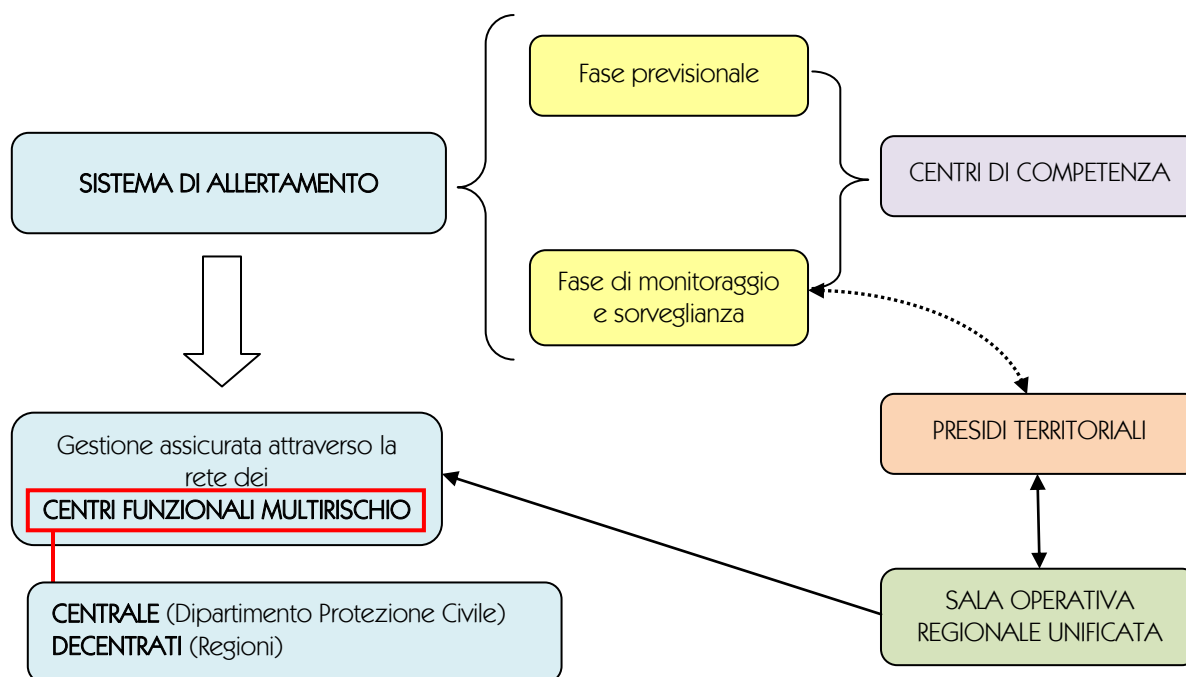 Fase previsionale
SISTEMA DI ALLERTAMENTO
CENTRI DI COMPETENZA
Fase di monitoraggio
e sorveglianza
Gestione assicurata attraverso la
rete dei
CENTRI FUNZIONALI MULTIRISCHIO
PRESIDI TERRITORIALI
CENTRALE (Dipartimento Protezione Civile)
DECENTRATI (Regioni)
SALA OPERATIVA
REGIONALE UNIFICATA